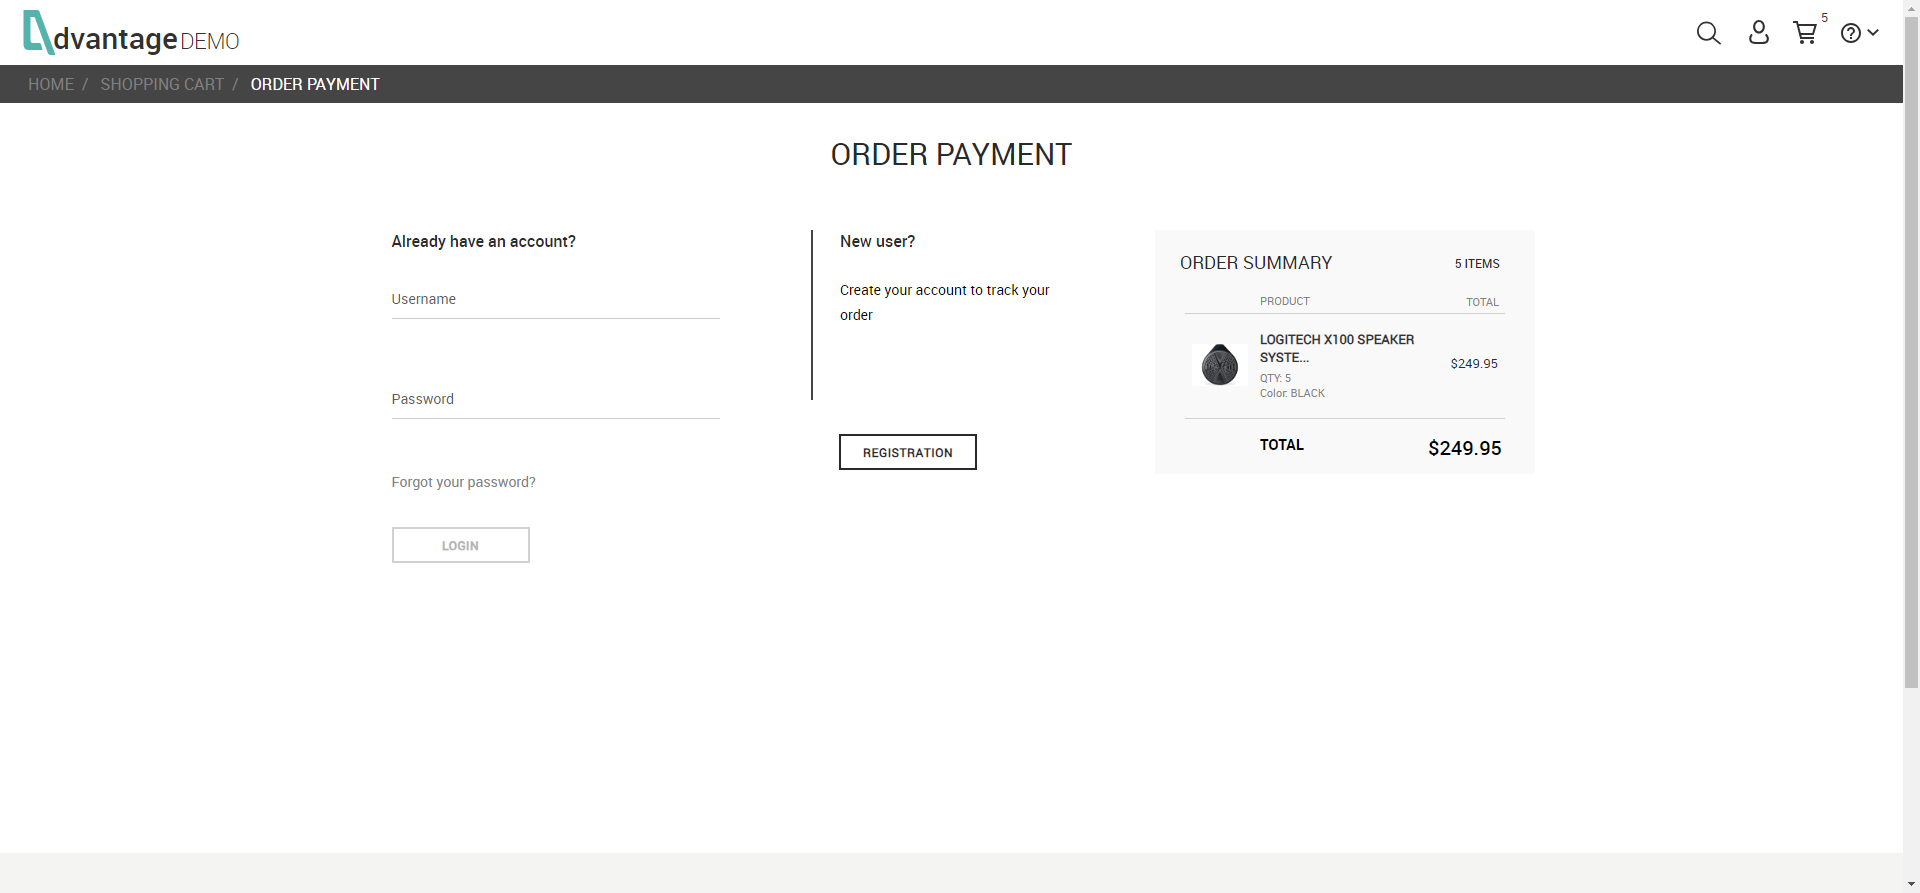 dvantage DEMO
5
HOME / SHOPPING CART / ORDER PAYMENT
ORDER PAYMENT
Already have an account?
Username
Password
Forgot your password?
LOGIN
New user?
Create your account to track your
order
REGISTRATION
ORDER SUMMARY 5 ITEMS
PRODUCT TOTAL
LOGITECH X100 SPEAKER
SYSTE...
QTY: 5
Color: BLACK
$249.95
TOTAL $249.95